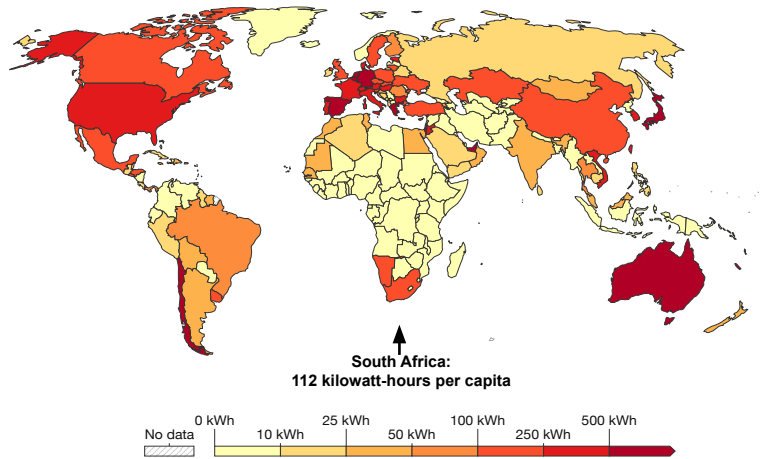 South Africa:
112 kilowatt-hours per capita
No data
0 kWh
10 kWh
25 kWh
50 kWh
100 kWh
250 kWh
500 kWh